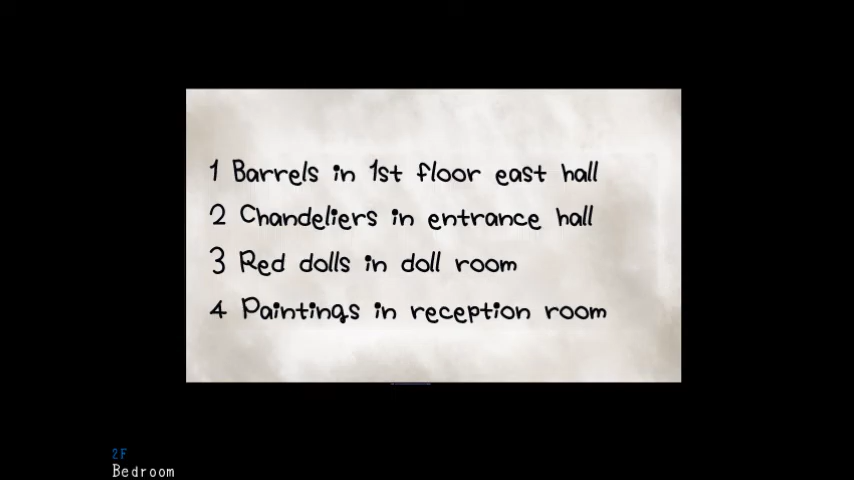 1 Barrels in 1st floor east hall
2 Chandeliers in entrance hall
3 Red dolls in doll room
4 Paintings in reception room
2F
Bedroom